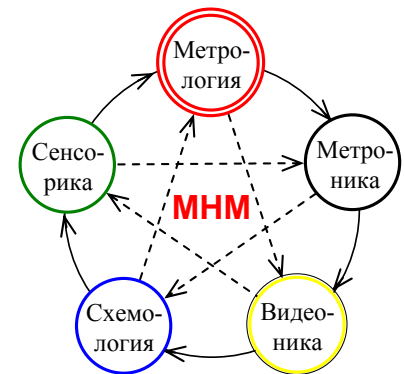 Метро-
логия
Сенсо-
рика
Метро-
ника
МНМ
Схемо-
логия
Видео-
ника